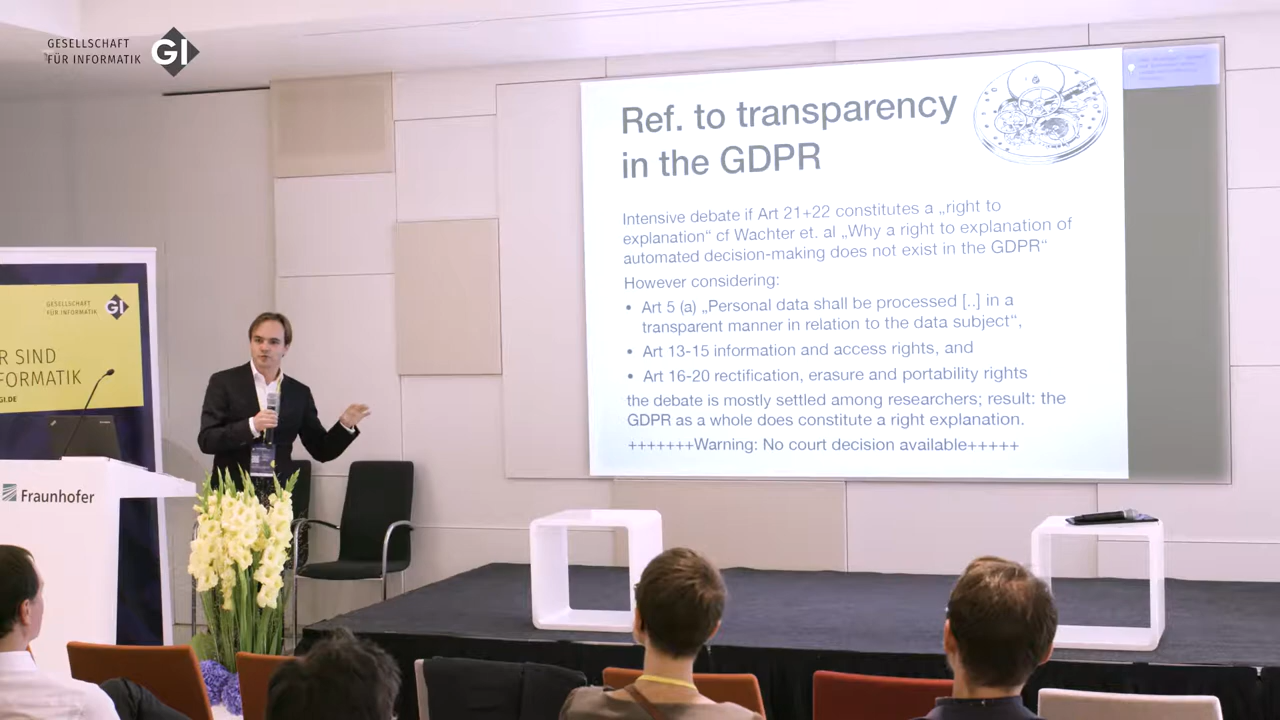 GESELLSCHAFT
FÜR INFORMATIK
GI
Ref. to transparency
in the GDPR
Intensive debate if Art 21+22 constitutes a „right to
explanation“ cf Wachter et. al „Why a right to explanation of
automated decision-making does not exist in the GDPR“
However considering:
• Art 5 (a) „Personal data shall be processed [..] in a
transparent manner in relation to the data subject“,
• Art 13-15 information and access rights, and
• Art 16-20 rectification, erasure and portability rights
the debate is mostly settled among researchers; result: the
GDPR as a whole does constitute a right explanation.
+++++++Warning: No court decision available+++++
GESELLSCHAFT
FÜR INFORMATIK
GI
R SIND
FORMATIK
GI.DE
Fraunhofer